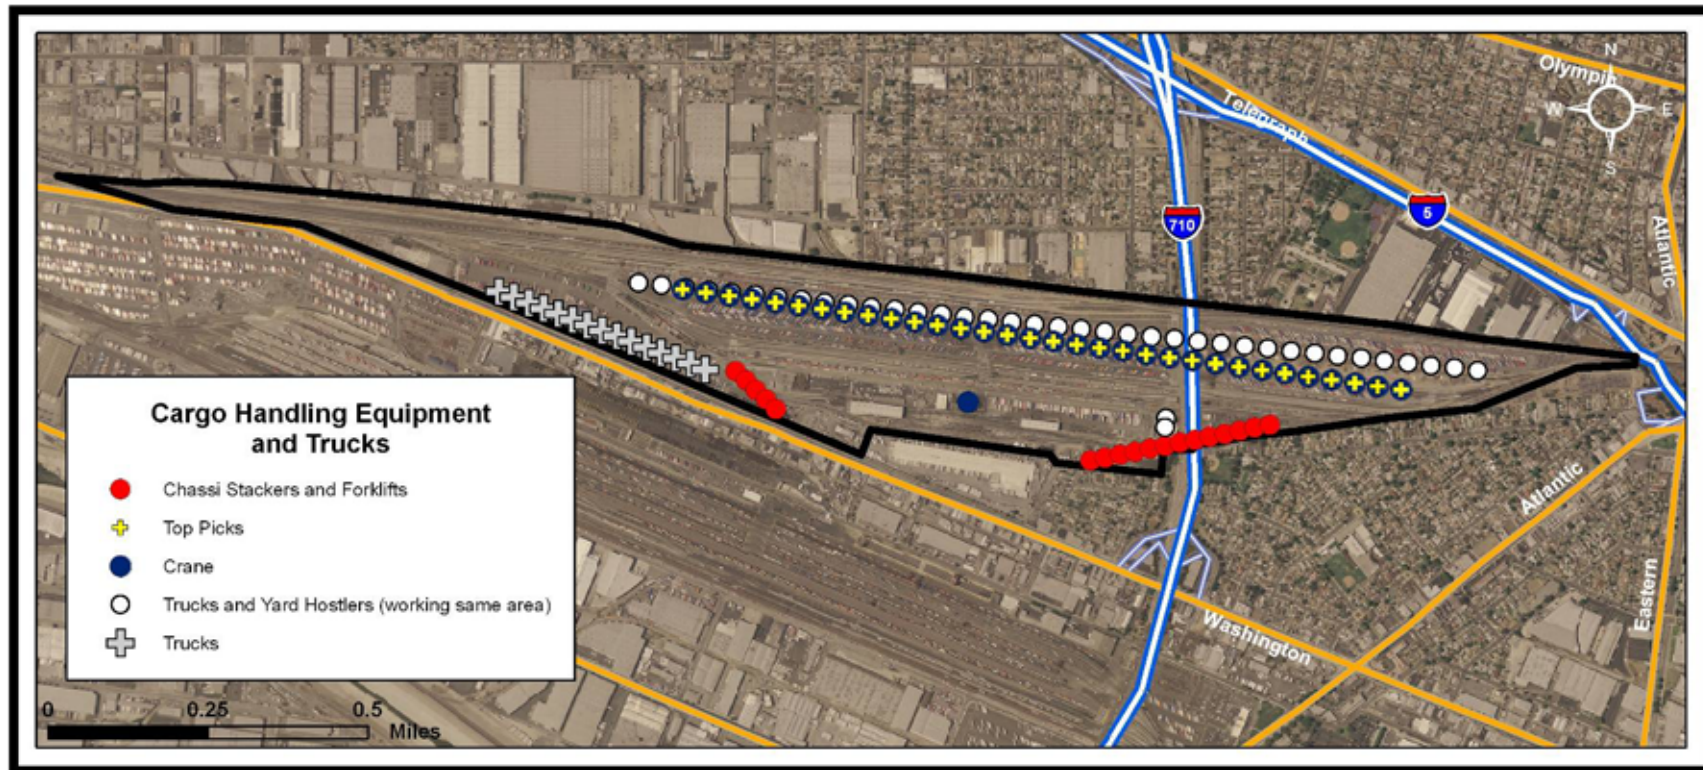 N
W
E
S
Olympic
Telegraph
710
5
Atlantic
Cargo Handling Equipment
and Trucks
Chassi Stackers and Forklifts
Top Picks
Crane
Trucks and Yard Hostlers (working same area)
Trucks
Atlantic
Eastern
Washington
0 0.25 0.5
Miles